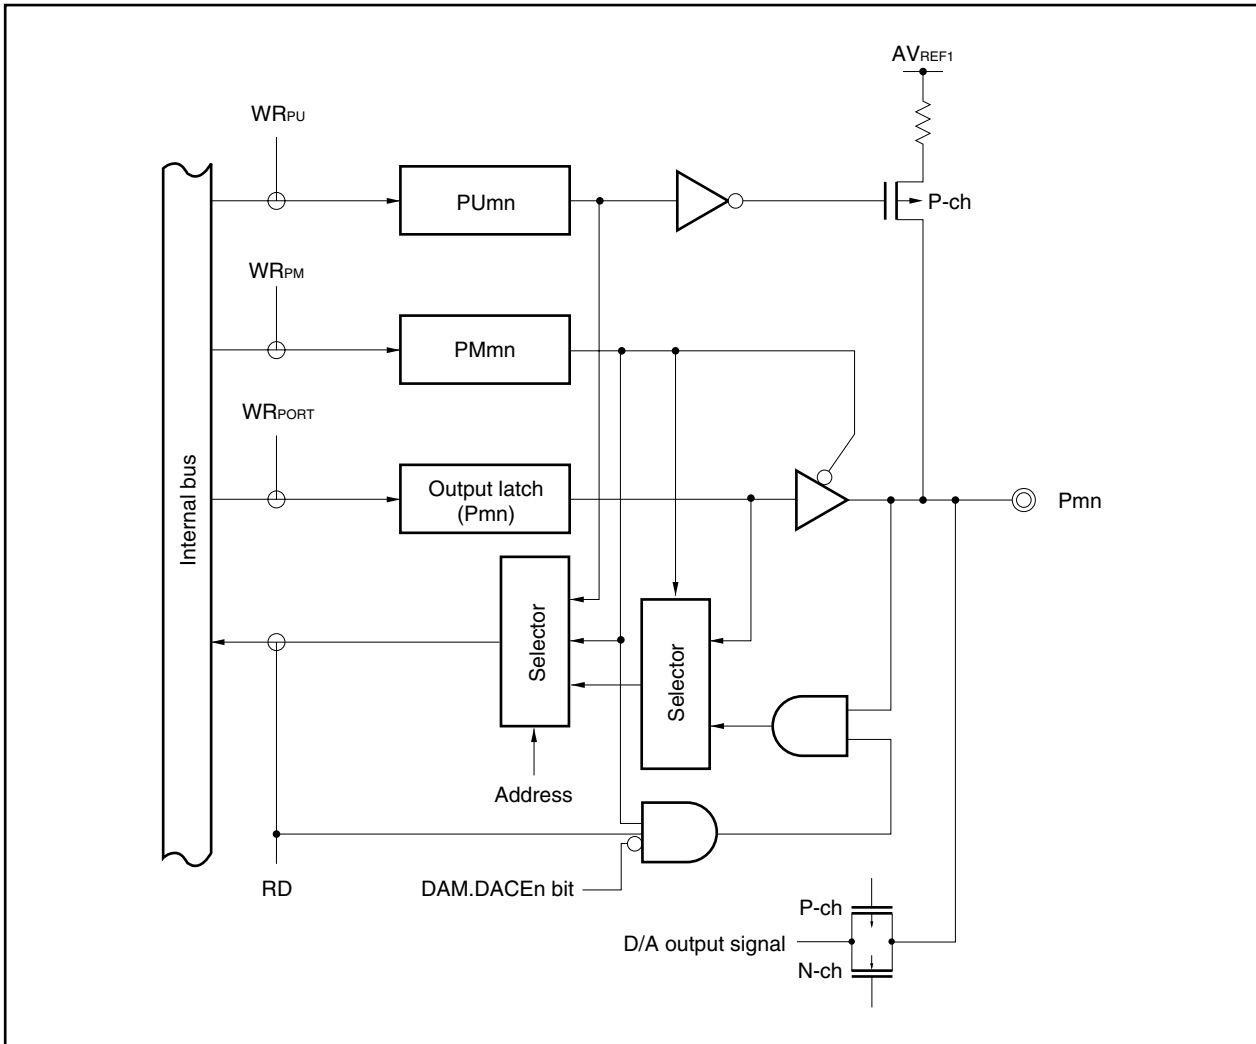 AVREF1
WRPU
PUmn
P-ch
WRPM
PMmn
WRPORT
Internal bus
Output latch
(Pmn)
Pmn
Selector
Selector
Address
RD
DAM.DACEn bit
P-ch
D/A output signal
N-ch